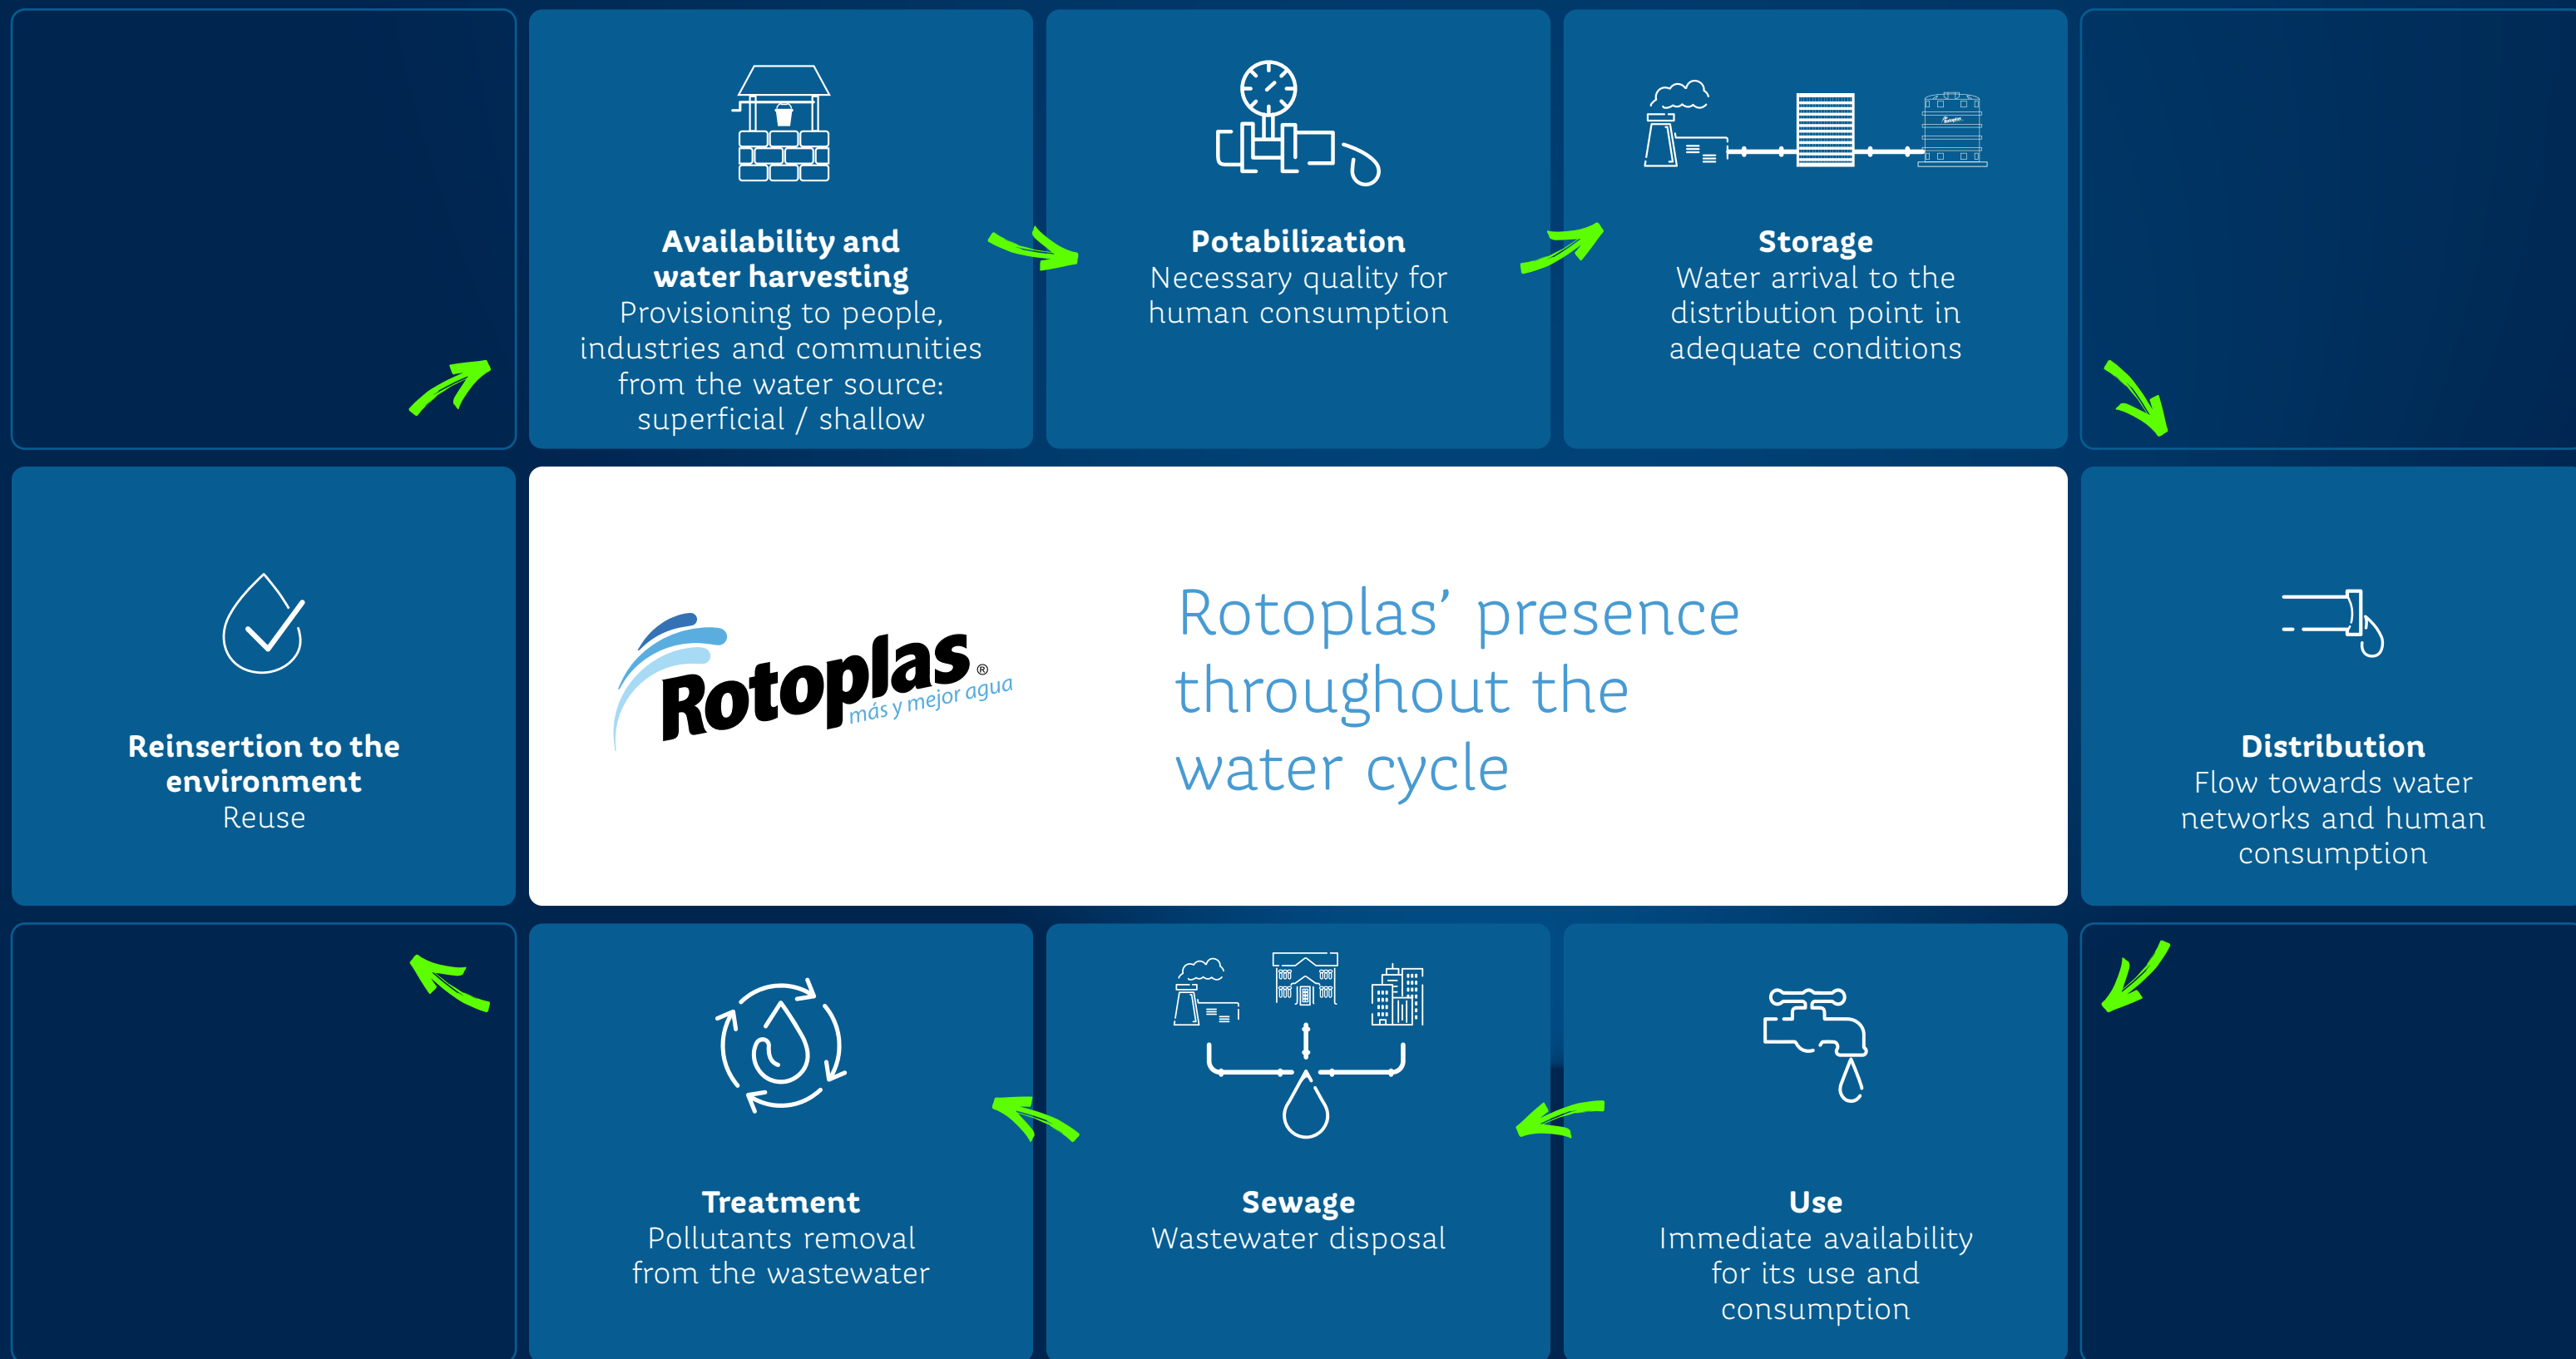 Availability and
water harvesting
Provisioning to people,
industries and communities
from the water source:
superficial / shallow
Potabilization
Necessary quality for
human consumption
Rotoplas
Storage
Water arrival to the
distribution point in
adequate conditions
Reinsertion to the
environment
Reuse
Rotoplas®
más y mejor agua
Rotoplas’ presence
throughout the
water cycle
Distribution
Flow towards water
networks and human
consumption
Treatment
Pollutants removal
from the wastewater
Sewage
Wastewater disposal
Use
Immediate availability
for its use and
consumption